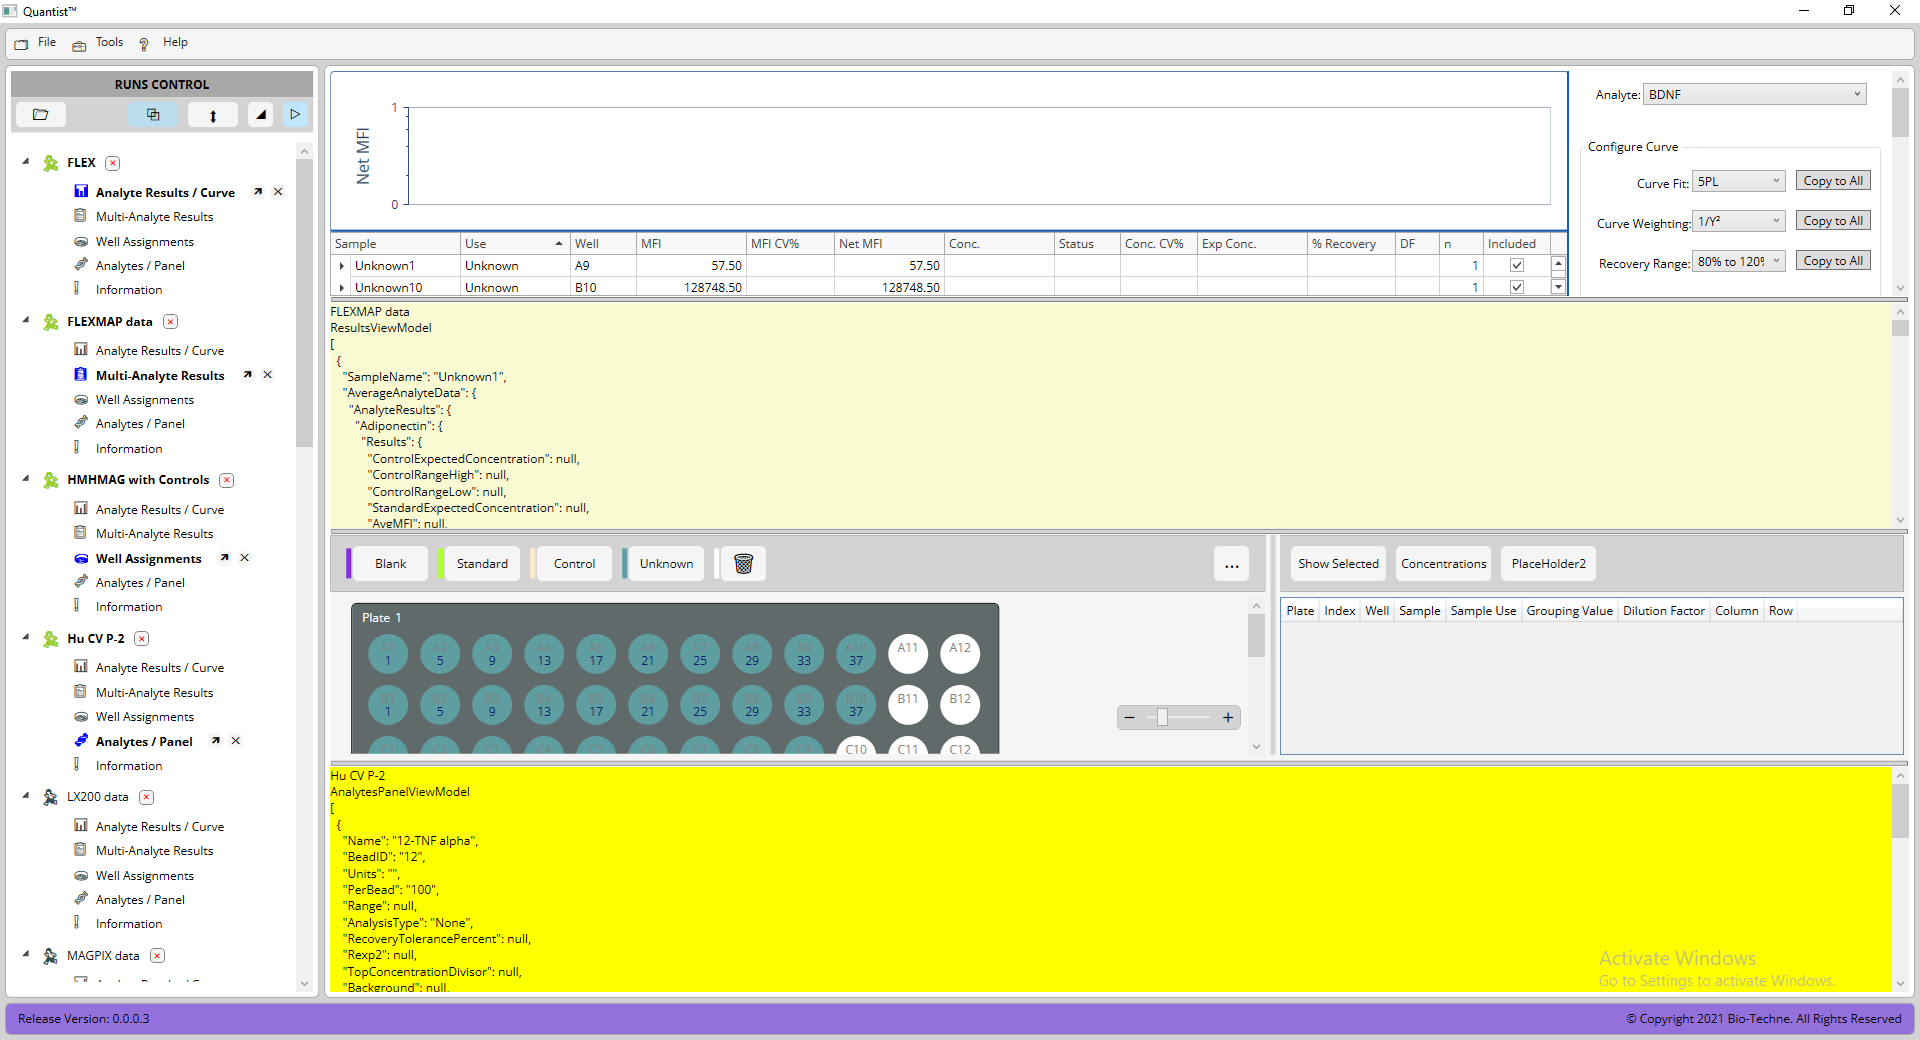 Quantist™
File Tools Help
RUNS CONTROL
FLEX
Analyte Results / Curve
Multi-Analyte Results
Well Assignments
Analytes / Panel
Information
FLEXMAP data
Analyte Results / Curve
Multi-Analyte Results
Well Assignments
Analytes / Panel
Information
HMHMAG with Controls
Analyte Results / Curve
Multi-Analyte Results
Well Assignments
Analytes / Panel
Information
Hu CV P-2
Analyte Results / Curve
Multi-Analyte Results
Well Assignments
Analytes / Panel
Information
LX200 data
Analyte Results / Curve
Multi-Analyte Results
Well Assignments
Analytes / Panel
Information
MAGPIX data
1
Net MFI
0
Analyte: BDNF
Configure Curve
Curve Fit: 5PL Copy to All
Curve Weighting: 1/Y² Copy to All
Recovery Range: 80% to 120% Copy to All
Sample Use Well MFI MFI CV% Net MFI Conc. Status Conc. CV% Exp Conc. % Recovery DF n Included
Unknown1 Unknown A9 57.50 57.50 1
Unknown10 Unknown B10 128748.50 128748.50 1
FLEXMAP data
ResultsViewModel
[
{
"SampleName": "Unknown1",
"AverageAnalyteData": {
"AnalyteResults": {
"Adiponectin": {
"Results": {
"ControlExpectedConcentration": null,
"ControlRangeHigh": null,
"ControlRangeLow": null,
"StandardExpectedConcentration": null,
"AvgMFI": null,
Blank Standard Control Unknown ...
Show Selected Concentrations PlaceHolder2
Plate Index Well Sample Sample Use Grouping Value Dilution Factor Column Row
Plate 1
A1 A2 A3 A4 A5 A6 A7 A8 A9 A10 A11 A12
1 5 9 13 17 21 25 29 33 37
B1 B2 B3 B4 B5 B6 B7 B8 B9 B10 B11 B12
1 5 9 13 17 21 25 29 33 37
C1 C2 C3 C4 C5 C6 C7 C8 C9 C10 C11 C12
Hu CV P-2
AnalytesPanelViewModel
[
{
"Name": "12-TNF alpha",
"BeadID": "12",
"Units": "",
"PerBead": "100",
"Range": null,
"AnalysisType": "None",
"RecoveryTolerancePercent": null,
"Rexp2": null,
"TopConcentrationDivisor": null,
"Background": null,
Activate Windows
Go to Settings to activate Windows.
Release Version: 0.0.0.3
© Copyright 2021 Bio-Techne. All Rights Reserved